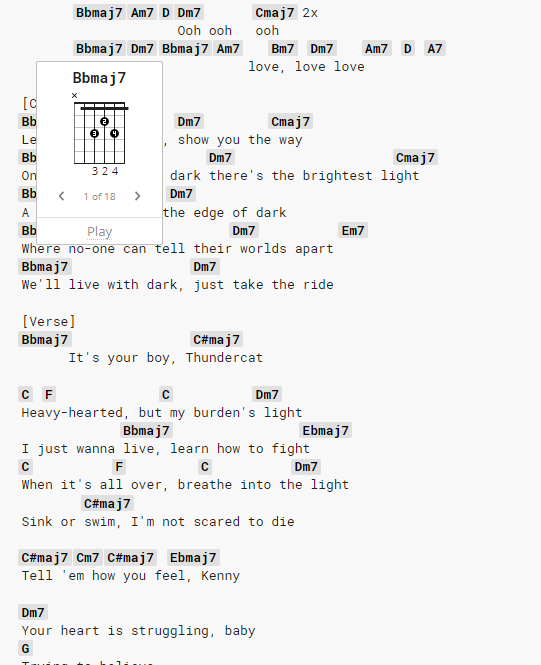 Bbmaj7 Am7 D Dm7 Cmaj7 2x
Ooh ooh ooh
Bbmaj7 Dm7 Bbmaj7 Am7 Bm7 Dm7 Am7 D A7
love, love love
Bbmaj7
×
3 2 4
2
3 4
1 of 18
Play
[C
Bb Dm7 Cmaj7
Le , show you the way
Bb Dm7 Cmaj7
On dark there's the brightest light
Bb Dm7
A the edge of dark
Bb Dm7 Em7
Where no-one can tell their worlds apart
Bbmaj7 Dm7
We'll live with dark, just take the ride
[Verse]
Bbmaj7 C#maj7
It's your boy, Thundercat
C F C Dm7
Heavy-hearted, but my burden's light
Bbmaj7 Ebmaj7
I just wanna live, learn how to fight
C F C Dm7
When it's all over, breathe into the light
C#maj7
Sink or swim, I'm not scared to die
C#maj7 Cm7 C#maj7 Ebmaj7
Tell 'em how you feel, Kenny
Dm7
Your heart is struggling, baby
G
Trying to believe